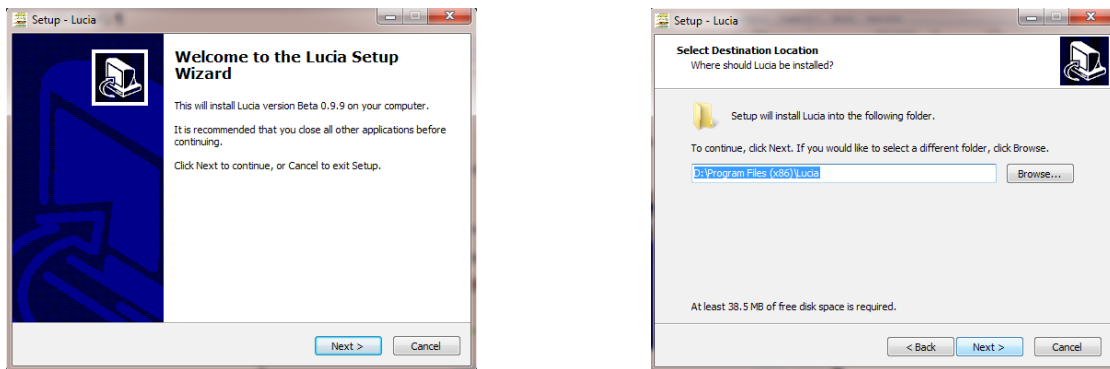 Setup - Lucia
Welcome to the Lucia Setup
Wizard
This will install Lucia version Beta 0.9.9 on your computer.
It is recommended that you close all other applications before
continuing.
Click Next to continue, or Cancel to exit Setup.
Next >
Cancel
Setup - Lucia
Select Destination Location
Where should Lucia be installed?
Setup will install Lucia into the following folder.
To continue, click Next. If you would like to select a different folder, click Browse.
D:\Program Files (x86)\Lucia
Browse...
At least 38.5 MB of free disk space is required.
< Back
Next >
Cancel